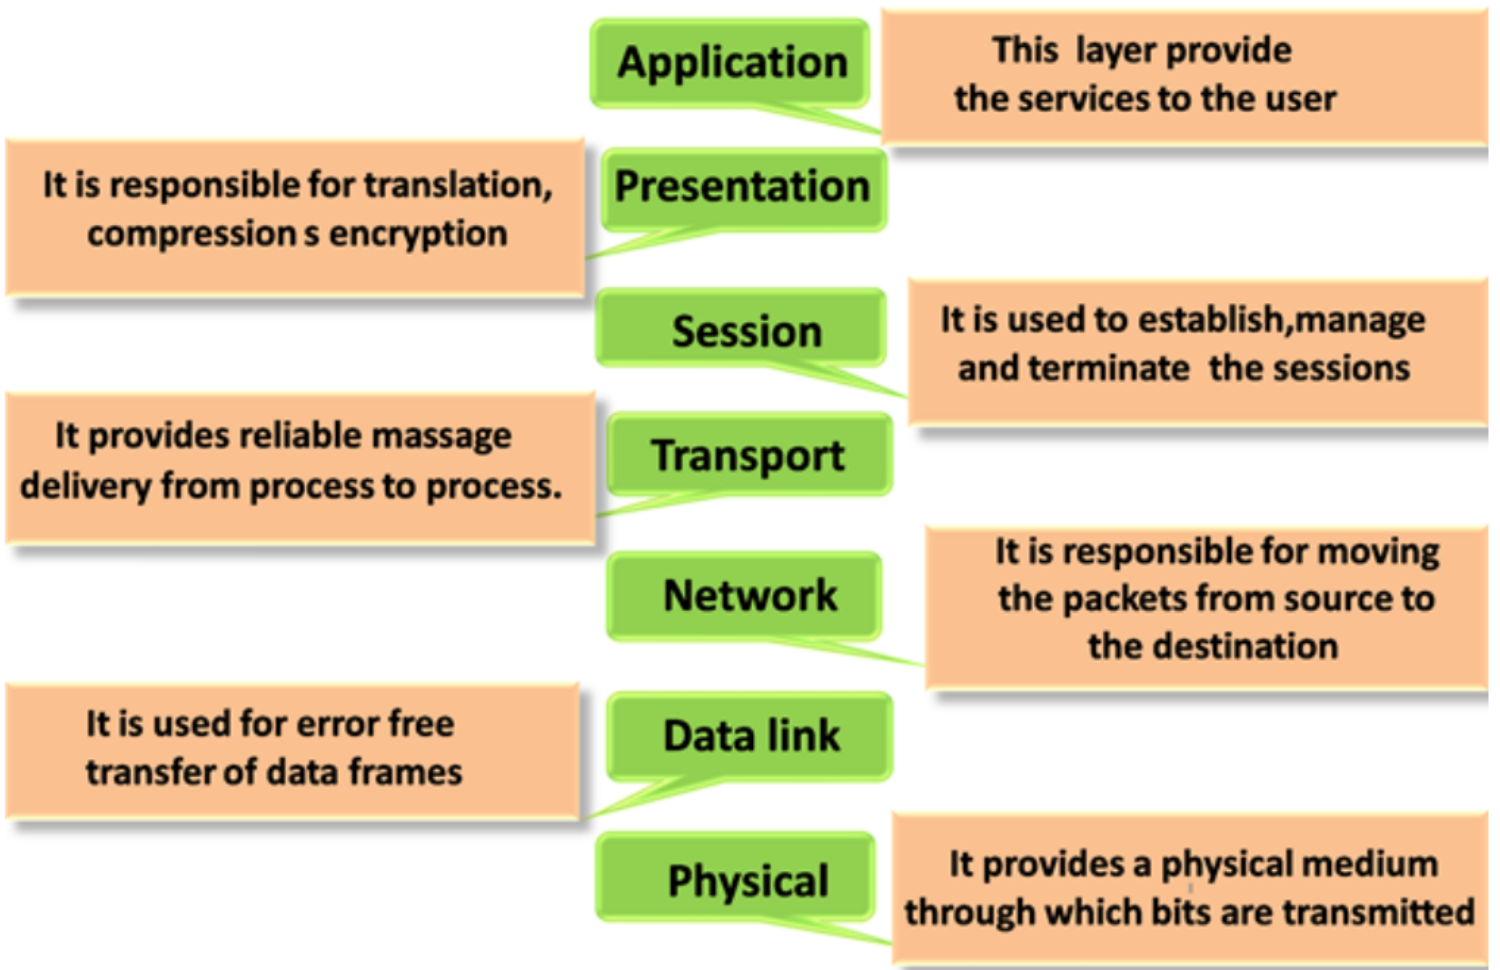 Application
This layer provide
the services to the user
Presentation
It is responsible for translation,
compression s encryption
Session
It is used to establish,manage
and terminate the sessions
Transport
It provides reliable massage
delivery from process to process.
Network
It is responsible for moving
the packets from source to
the destination
Data link
It is used for error free
transfer of data frames
Physical
It provides a physical medium
through which bits are transmitted